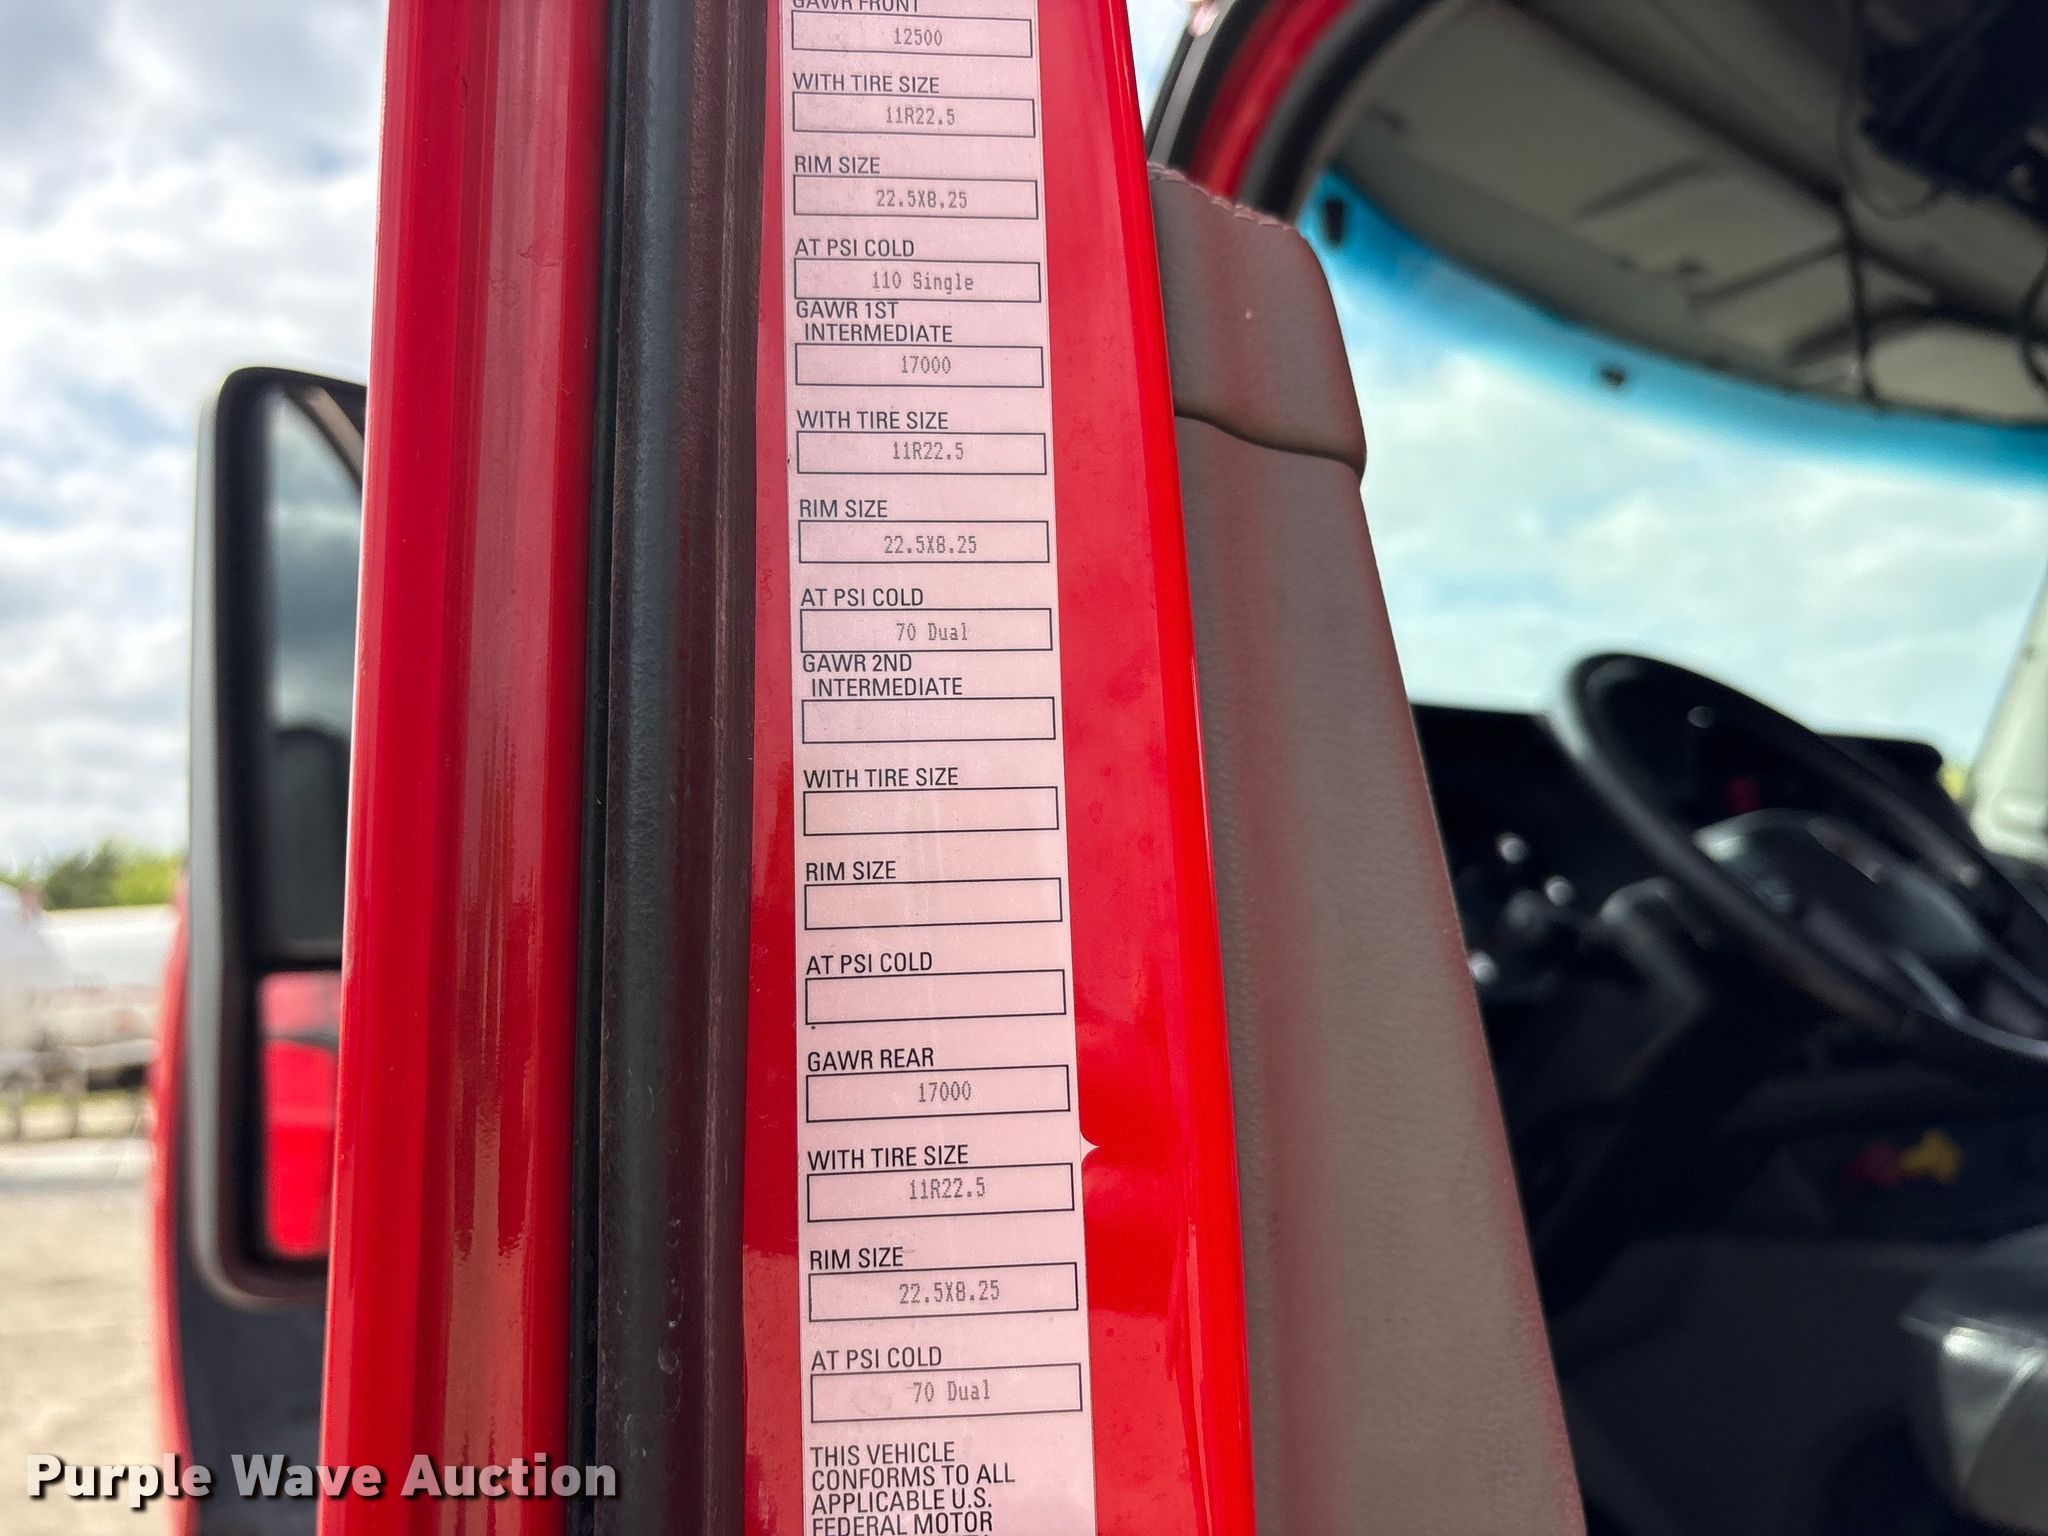 GAWR FRONT
12500
WITH TIRE SIZE
11R22.5
RIM SIZE
22.5X8.25
AT PSI COLD
110 Single
GAWR 1ST
INTERMEDIATE
17000
WITH TIRE SIZE
11R22.5
RIM SIZE
22.5X8.25
AT PSI COLD
70 Dual
GAWR 2ND
INTERMEDIATE
WITH TIRE SIZE
RIM SIZE
AT PSI COLD
GAWR REAR
17000
WITH TIRE SIZE
11R22.5
RIM SIZE
22.5X8.25
AT PSI COLD
70 Dual
THIS VEHICLE
CONFORMS TO ALL
APPLICABLE U.S.
FEDERAL MOTOR
Purple Wave Auction